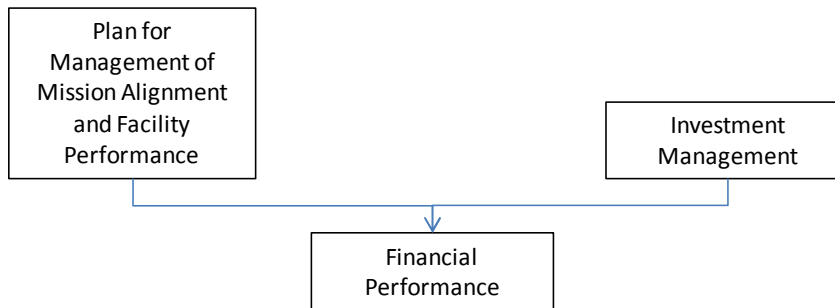 Plan for
Management of
Mission Alignment
and Facility
Performance
Investment
Management
Financial
Performance